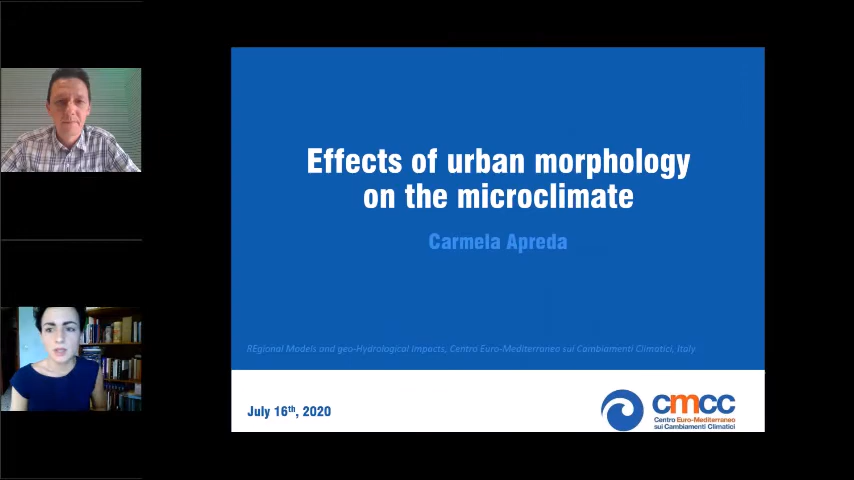 Effects of urban morphology
on the microclimate
Carmela Apreda
REgional Models and geo-Hydrological Impacts, Centro Euro-Mediterraneo sui Cambiamenti Climatici, Italy
July 16th, 2020
cmcc
Centro Euro-Mediterraneo
sui Cambiamenti Climatici